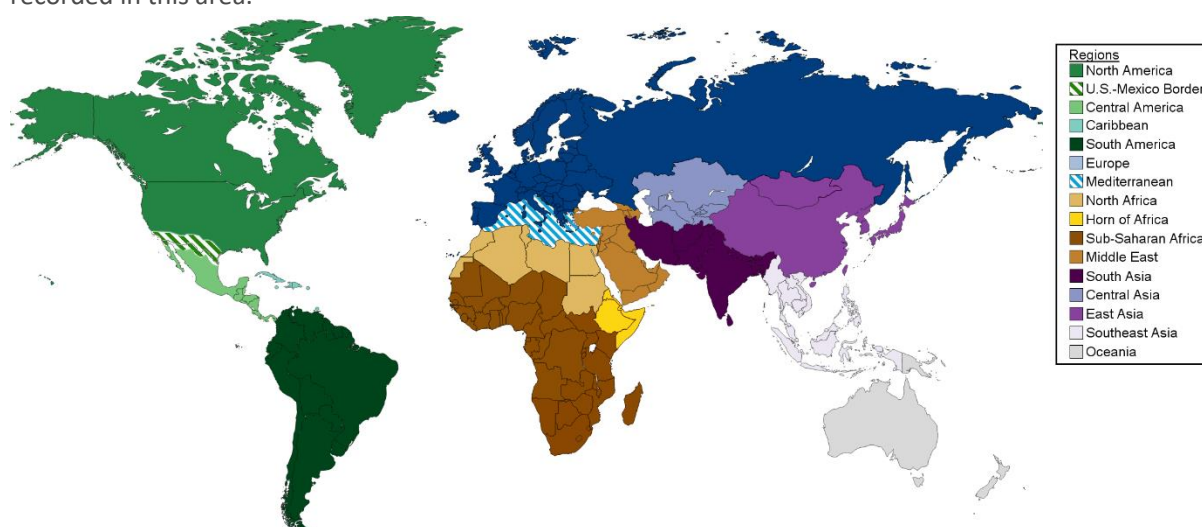 recorded in this area.
Regions
North America
U.S.-Mexico Border
Central America
Caribbean
South America
Europe
Mediterranean
North Africa
Horn of Africa
Sub-Saharan Africa
Middle East
South Asia
Central Asia
East Asia
Southeast Asia
Oceania